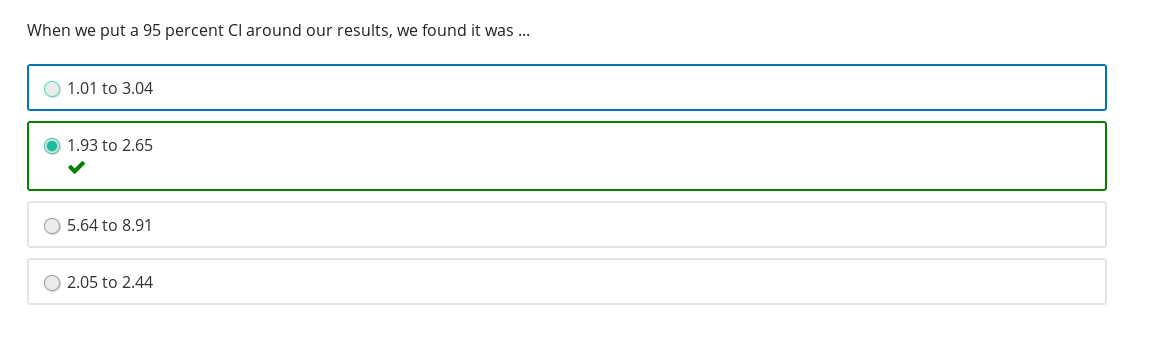 When we put a 95 percent CI around our results, we found it was ...
1.01 to 3.04
1.93 to 2.65
5.64 to 8.91
2.05 to 2.44